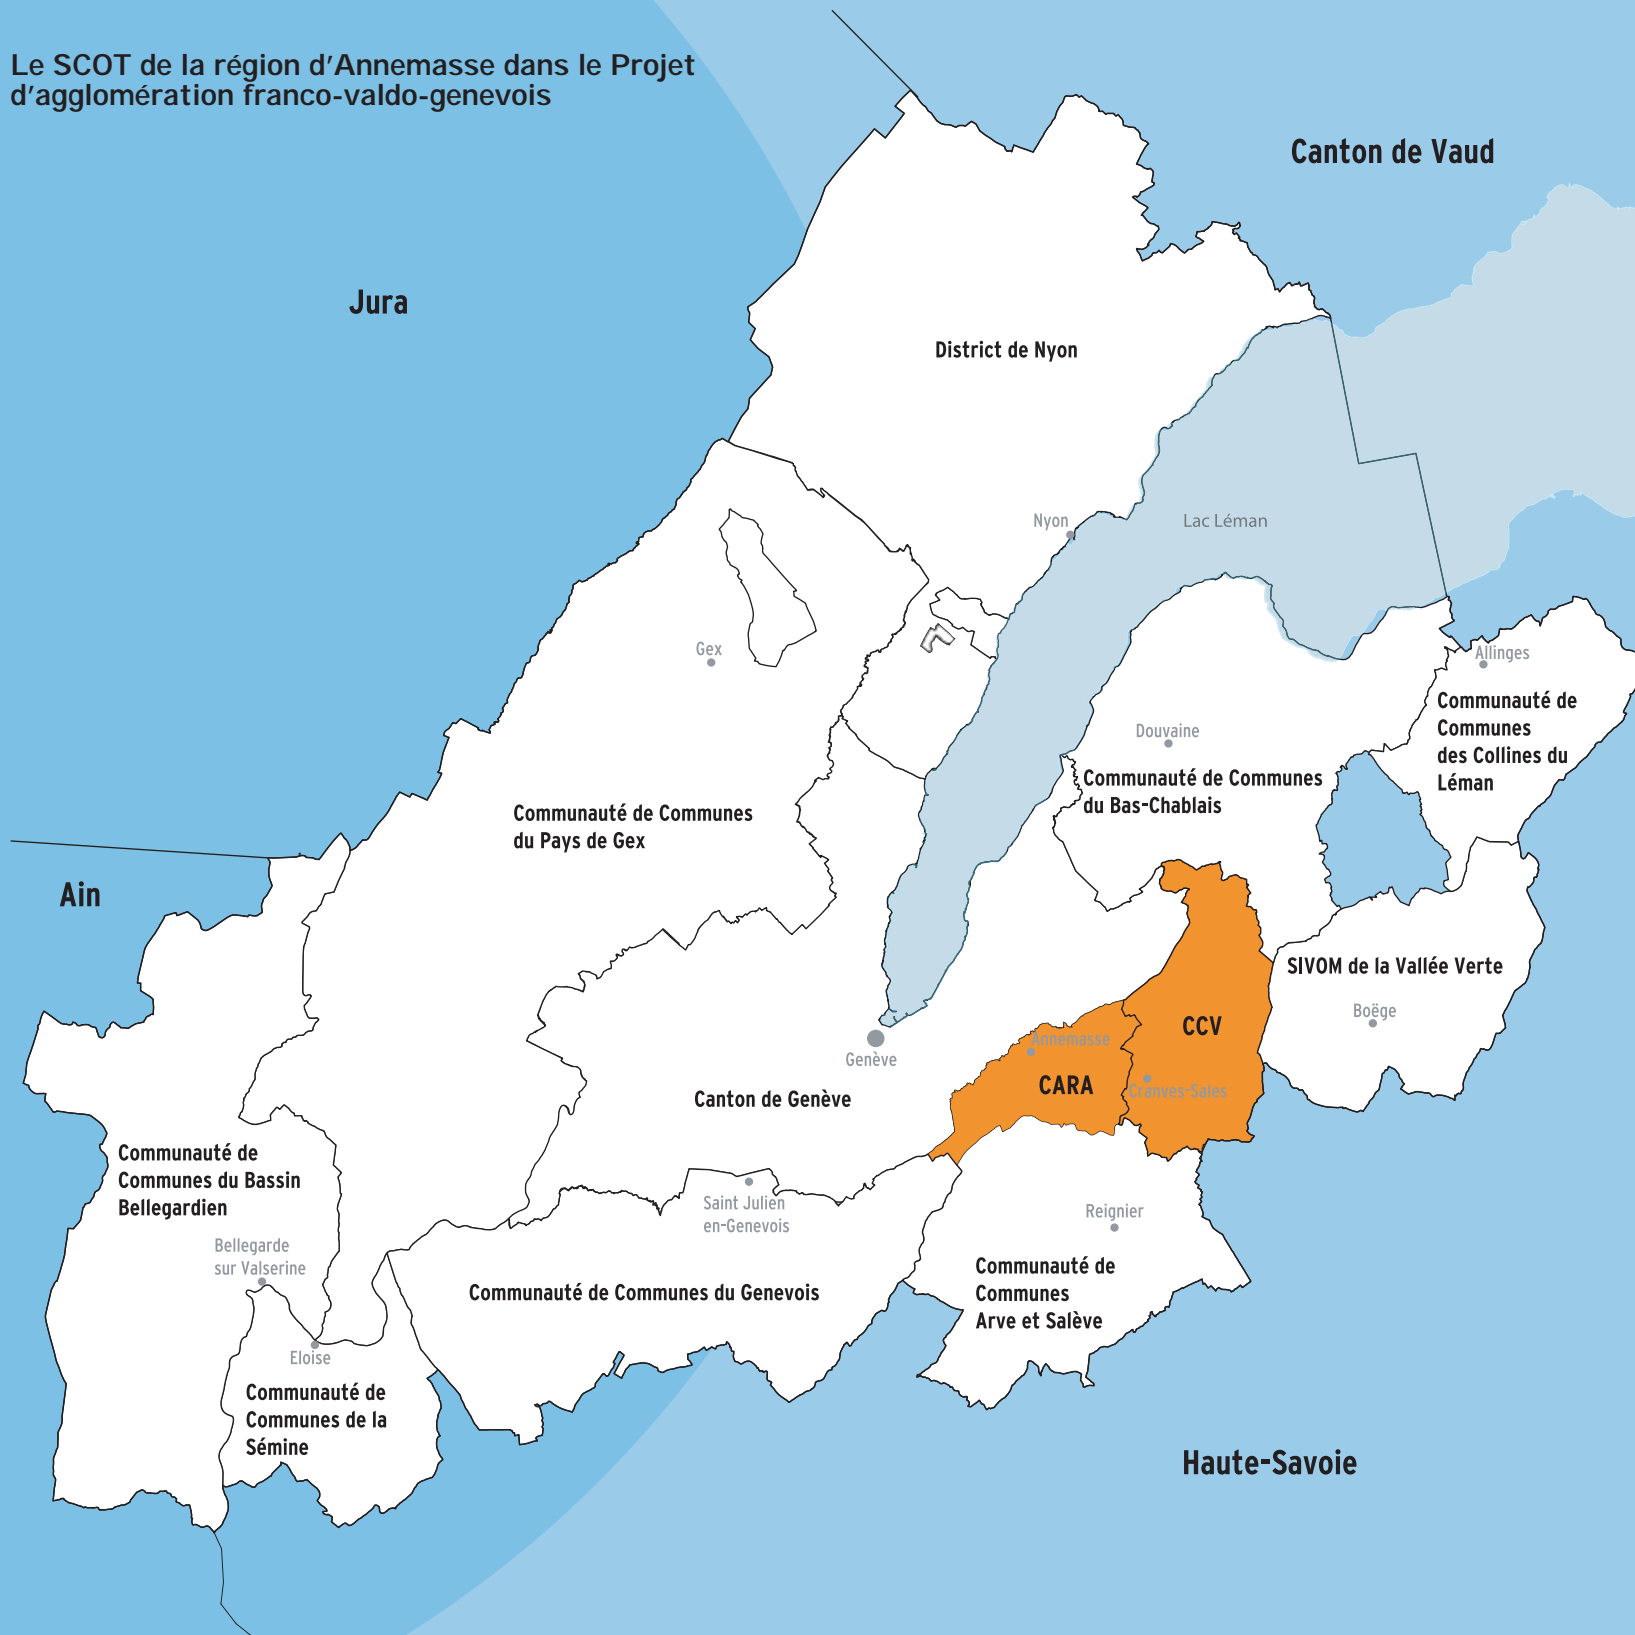 Le SCOT de la région d'Annemasse dans le Projet
d'agglomération franco-valdo-genevois
Canton de Vaud
Jura
District de Nyon
Nyon
Lac Léman
Gex
Allinges
Communauté de
Communes
des Collines du
Léman
Douvaine
Communauté de Communes
du Bas-Chablais
Communauté de Communes
du Pays de Gex
Ain
SIVOM de la Vallée Verte
Boëge
CCV
Annemasse
Genève
CARA
Cranves-Sales
Canton de Genève
Communauté de
Communes du Bassin
Bellegardien
Saint Julien
en-Genevois
Reignier
Bellegarde
sur Valserine
Communauté de
Communes
Arve et Salève
Communauté de Communes du Genevois
Eloise
Communauté de
Communes de la
Sémine
Haute-Savoie